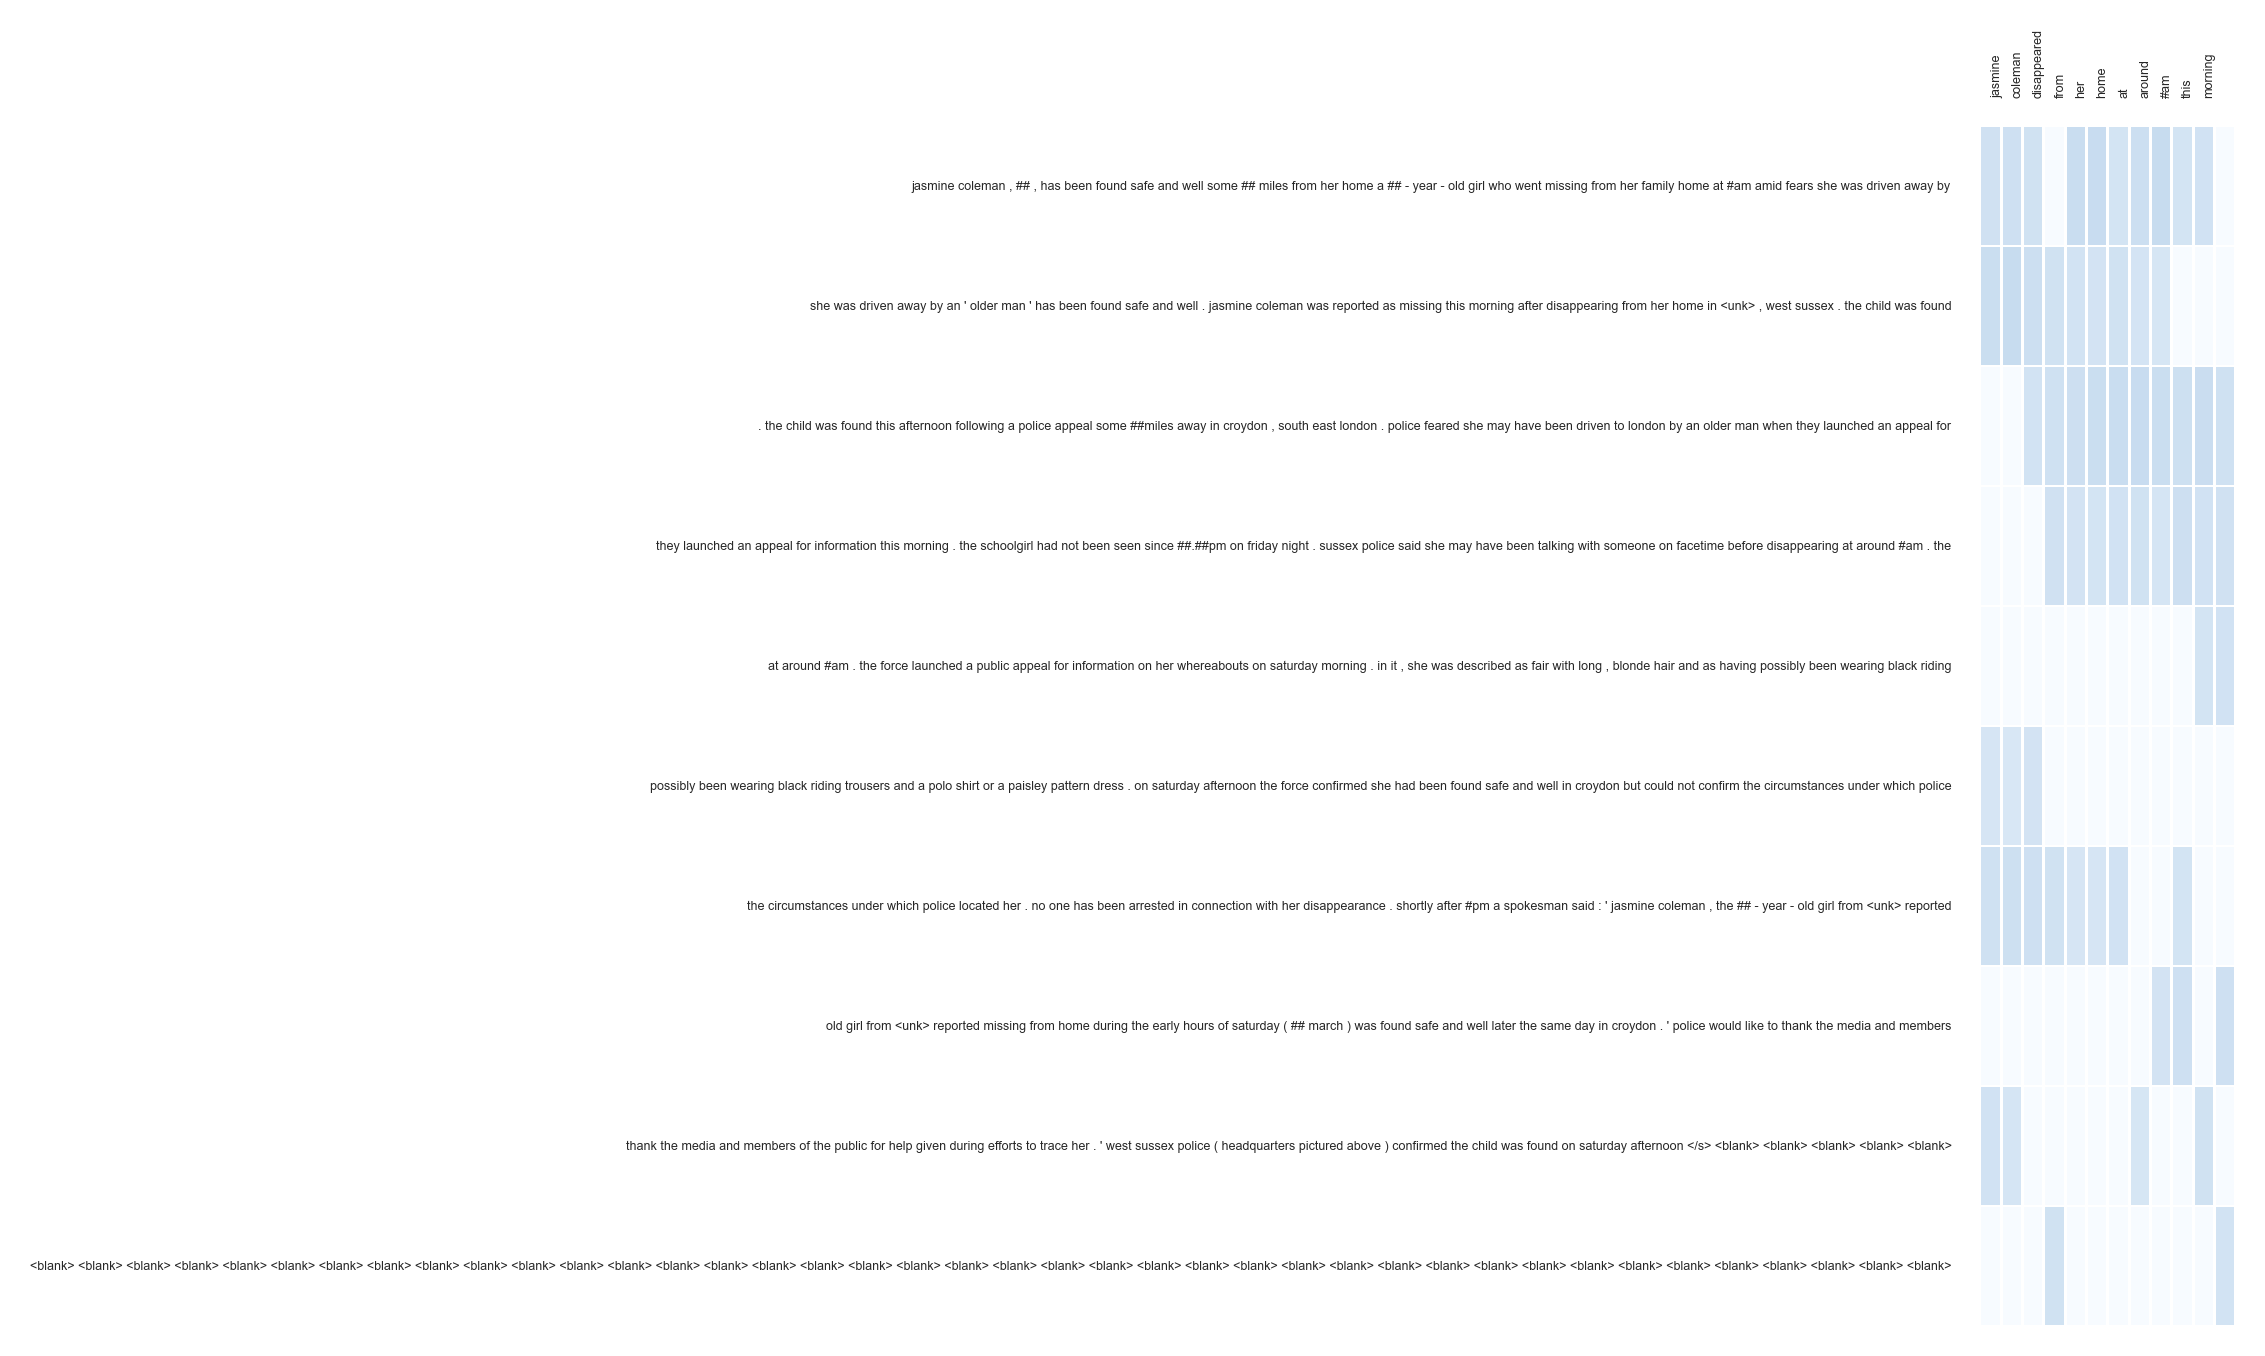 jasmine coleman disappeared from her home at around #am this morning
jasmine coleman , ## , has been found safe and well some ## miles from her home a ## - year - old girl who went missing from her family home at #am amid fears she was driven away by
she was driven away by an ' older man ' has been found safe and well . jasmine coleman was reported as missing this morning after disappearing from her home in <unk> , west sussex . the child was found
. the child was found this afternoon following a police appeal some ##miles away in croydon , south east london . police feared she may have been driven to london by an older man when they launched an appeal for
they launched an appeal for information this morning . the schoolgirl had not been seen since ##.##pm on friday night . sussex police said she may have been talking with someone on facetime before disappearing at around #am . the
at around #am . the force launched a public appeal for information on her whereabouts on saturday morning . in it , she was described as fair with long , blonde hair and as having possibly been wearing black riding
possibly been wearing black riding trousers and a polo shirt or a paisley pattern dress . on saturday afternoon the force confirmed she had been found safe and well in croydon but could not confirm the circumstances under which police
the circumstances under which police located her . no one has been arrested in connection with her disappearance . shortly after #pm a spokesman said : ' jasmine coleman , the ## - year - old girl from <unk> reported
old girl from <unk> reported missing from home during the early hours of saturday ( ## march ) was found safe and well later the same day in croydon . ' police would like to thank the media and members
thank the media and members of the public for help given during efforts to trace her . ' west sussex police ( headquarters pictured above ) confirmed the child was found on saturday afternoon </s> <blank> <blank> <blank> <blank> <blank>
<blank> <blank> <blank> <blank> <blank> <blank> <blank> <blank> <blank> <blank> <blank> <blank> <blank> <blank> <blank> <blank> <blank> <blank> <blank> <blank> <blank> <blank> <blank> <blank> <blank> <blank> <blank> <blank> <blank> <blank> <blank> <blank> <blank> <blank> <blank> <blank> <blank> <blank> <blank> <blank>